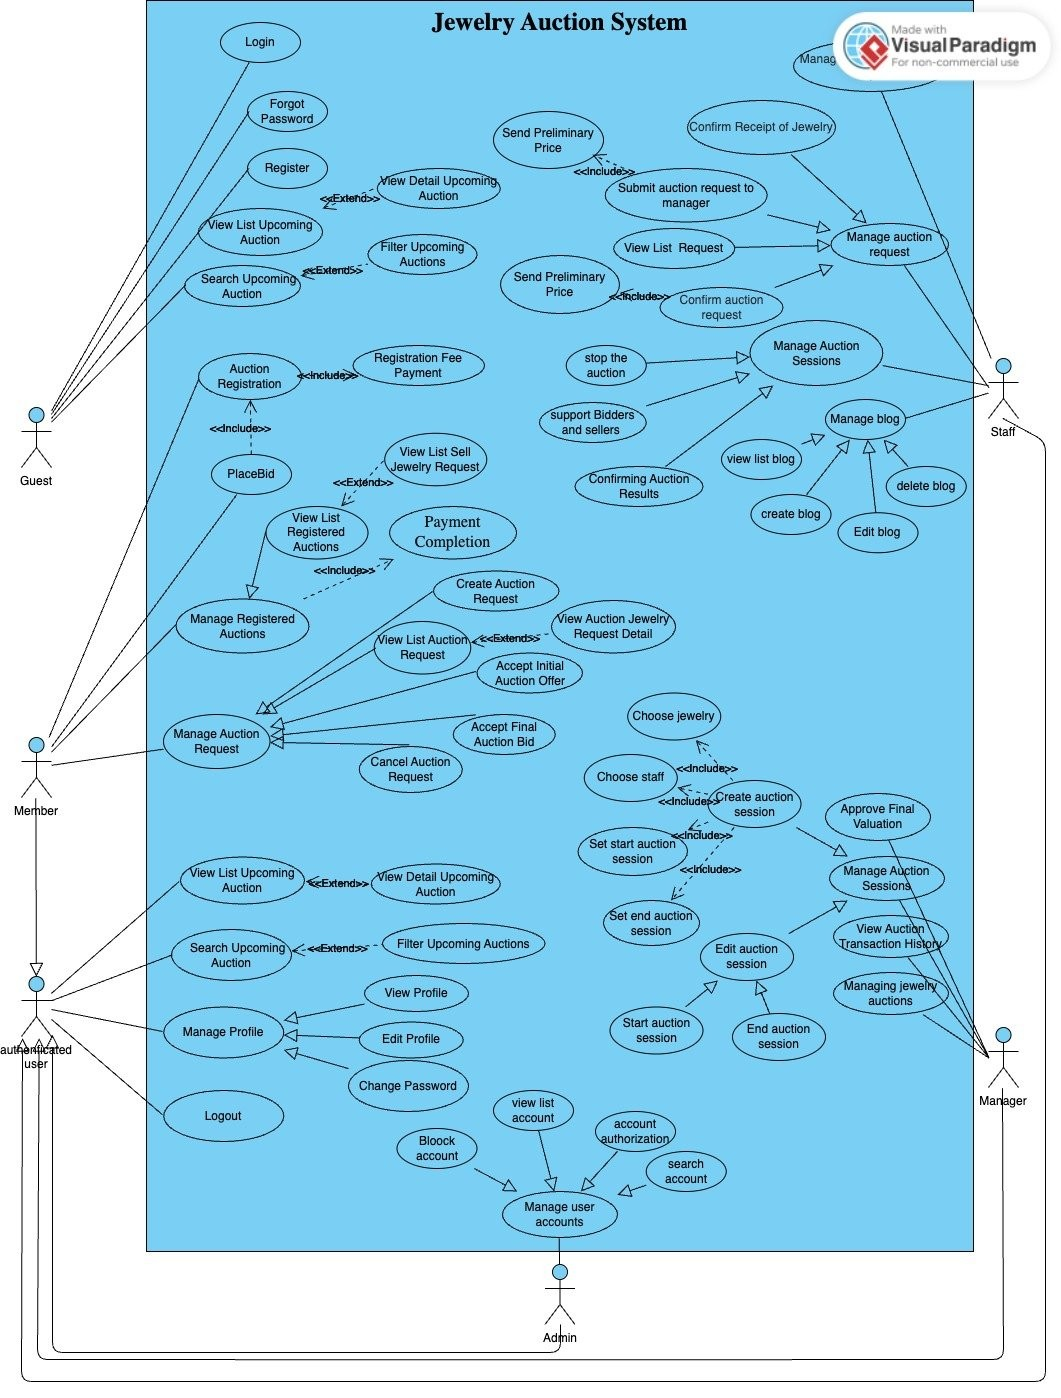 Jewelry Auction System
Made with
VisualParadigm
For non-commercial use
Login
Forgot
Password
Register
<<Extend>>
View Detail Upcoming
Auction
View List Upcoming
Auction
Search Upcoming
Auction
<<Extend>>
Filter Upcoming
Auctions
Send Preliminary
Price
<<Include>>
Confirm Receipt of Jewelry
Submit auction request to
manager
View List  Request
Manage auction
request
Send Preliminary
Price
<<Include>>
Confirm auction
request
Auction
Registration
<<Include>>
Registration Fee
Payment
<<Include>>
PlaceBid
Guest
stop the
auction
Manage Auction
Sessions
support Bidders
and sellers
Confirming Auction
Results
Manage blog
view list blog
create blog
Edit blog
delete blog
Staff
View List Sell
Jewelry Request
<<Extend>>
View List
Registered
Auctions
Payment
Completion
<<Include>>
Manage Registered
Auctions
Create Auction
Request
View List Auction
Request
<<Extend>>
View Auction Jewelry
Request Detail
Accept Initial
Auction Offer
Manage Auction
Request
Accept Final
Auction Bid
Cancel Auction
Request
Member
Choose jewelry
<<Include>>
Choose staff
<<Include>>
Create auction
session
<<Include>>
Set start auction
session
<<Include>>
Set end auction
session
Approve Final
Valuation
Manage Auction
Sessions
View Auction
Transaction History
Managing jewelry
auctions
Edit auction
session
Start auction
session
End auction
session
Manager
View List Upcoming
Auction
<<Extend>>
View Detail Upcoming
Auction
Search Upcoming
Auction
<<Extend>>
Filter Upcoming Auctions
View Profile
Manage Profile
Edit Profile
Change Password
Logout
authenticated
user
view list
account
Bloock
account
account
authorization
search
account
Manage user
accounts
Admin